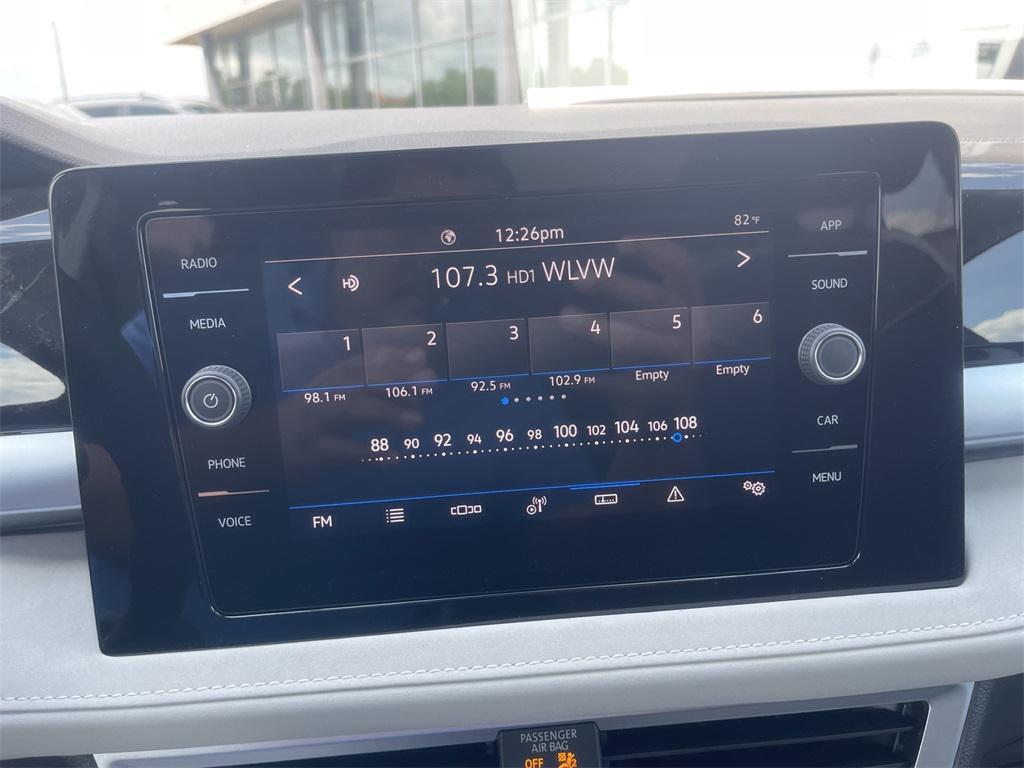 12:26pm
82°F
RADIO
MEDIA
PHONE
VOICE
107.3 HD1 WLVW
1 2 3 4 5 6
98.1 FM 106.1 FM 92.5 FM 102.9 FM Empty Empty
88 90 92 94 96 98 100 102 104 106 108
FM
APP
SOUND
CAR
MENU
PASSENGER
AIR BAG
OFF